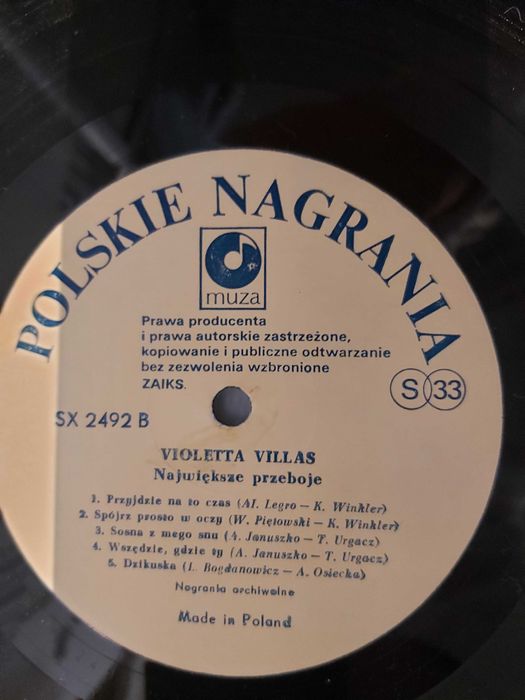 POLSKIE NAGRANIA
muza
Prawa producenta
i prawa autorskie zastrzeżone,
kopiowanie i publiczne odtwarzanie
bez zezwolenia wzbronione
ZAIKS.
S 33
SX 2492 B
VIOLETTA VILLAS
Największe przeboje
1. Przyjdzie na to czas (Al. Legro – K. Winkler)
2. Spójrz prosto w oczy (W. Piętowski – K. Winkler)
3. Sosna z mego snu (A. Januszko – T. Urgacz)
4. Wszędzie, gdzie ty (A. Januszko – T. Urgacz)
5. Dzikuska (L. Bogdanowicz – A. Osiecka)
Nagrania archiwalne
Made in Poland